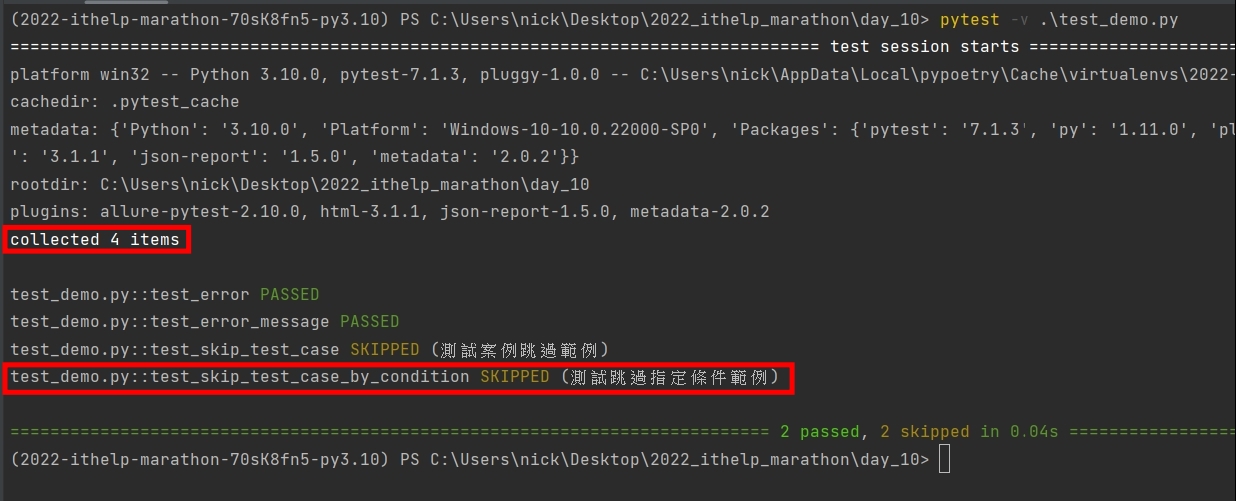 (2022-ithelp-marathon-70sK8fn5-py3.10) PS C:\Users\nick\Desktop\2022_ithelp_marathon\day_10> pytest -v .\test_demo.py
================================================================================= test session starts =====================
platform win32 -- Python 3.10.0, pytest-7.1.3, pluggy-1.0.0 -- C:\Users\nick\AppData\Local\pypoetry\Cache\virtualenvs\2022-
cachedir: .pytest_cache
metadata: {'Python': '3.10.0', 'Platform': 'Windows-10-10.0.22000-SP0', 'Packages': {'pytest': '7.1.3', 'py': '1.11.0', 'pl
': '3.1.1', 'json-report': '1.5.0', 'metadata': '2.0.2'}}
rootdir: C:\Users\nick\Desktop\2022_ithelp_marathon\day_10
plugins: allure-pytest-2.10.0, html-3.1.1, json-report-1.5.0, metadata-2.0.2
collected 4 items
test_demo.py::test_error PASSED
test_demo.py::test_error_message PASSED
test_demo.py::test_skip_test_case SKIPPED (測試案例跳過範例)
test_demo.py::test_skip_test_case_by_condition SKIPPED (測試跳過指定條件範例)
============================================================================ 2 passed, 2 skipped in 0.04s =================
(2022-ithelp-marathon-70sK8fn5-py3.10) PS C:\Users\nick\Desktop\2022_ithelp_marathon\day_10>